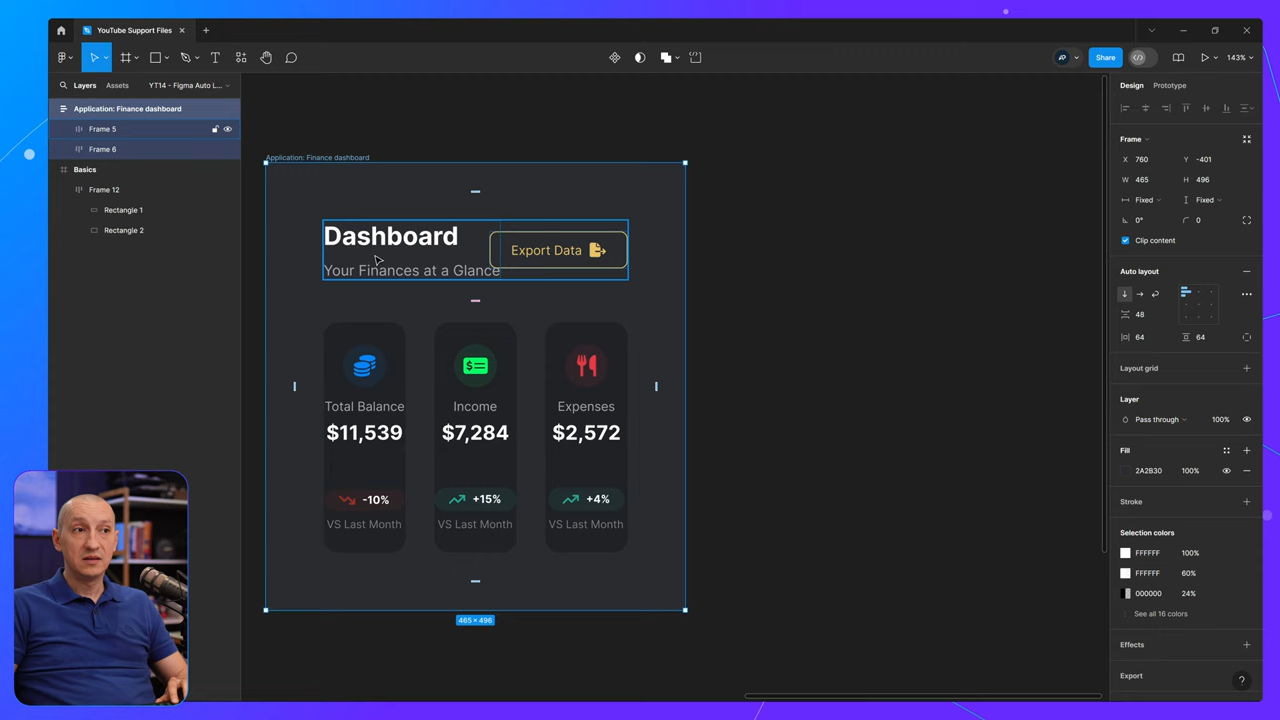 YouTube Support Files
143%
Share
Layers
Assets
YT14 - Figma Auto L...
Application: Finance dashboard
Frame 5
Frame 6
Basics
Frame 12
Rectangle 1
Rectangle 2
Application: Finance dashboard
Dashboard
Your Finances at a Glance
Export Data
Total Balance
$11,539
-10%
VS Last Month
Income
$7,284
+15%
VS Last Month
Expenses
$2,572
+4%
VS Last Month
465 × 496
Design
Prototype
Frame
X 760
Y -401
W 465
H 496
Fixed
Fixed
0°
0
Clip content
Auto layout
48
64
64
Layout grid
Layer
Pass through
100%
Fill
2A2B30
100%
Stroke
Selection colors
FFFFFF 100%
FFFFFF 60%
000000 24%
See all 16 colors
Effects
Export
?